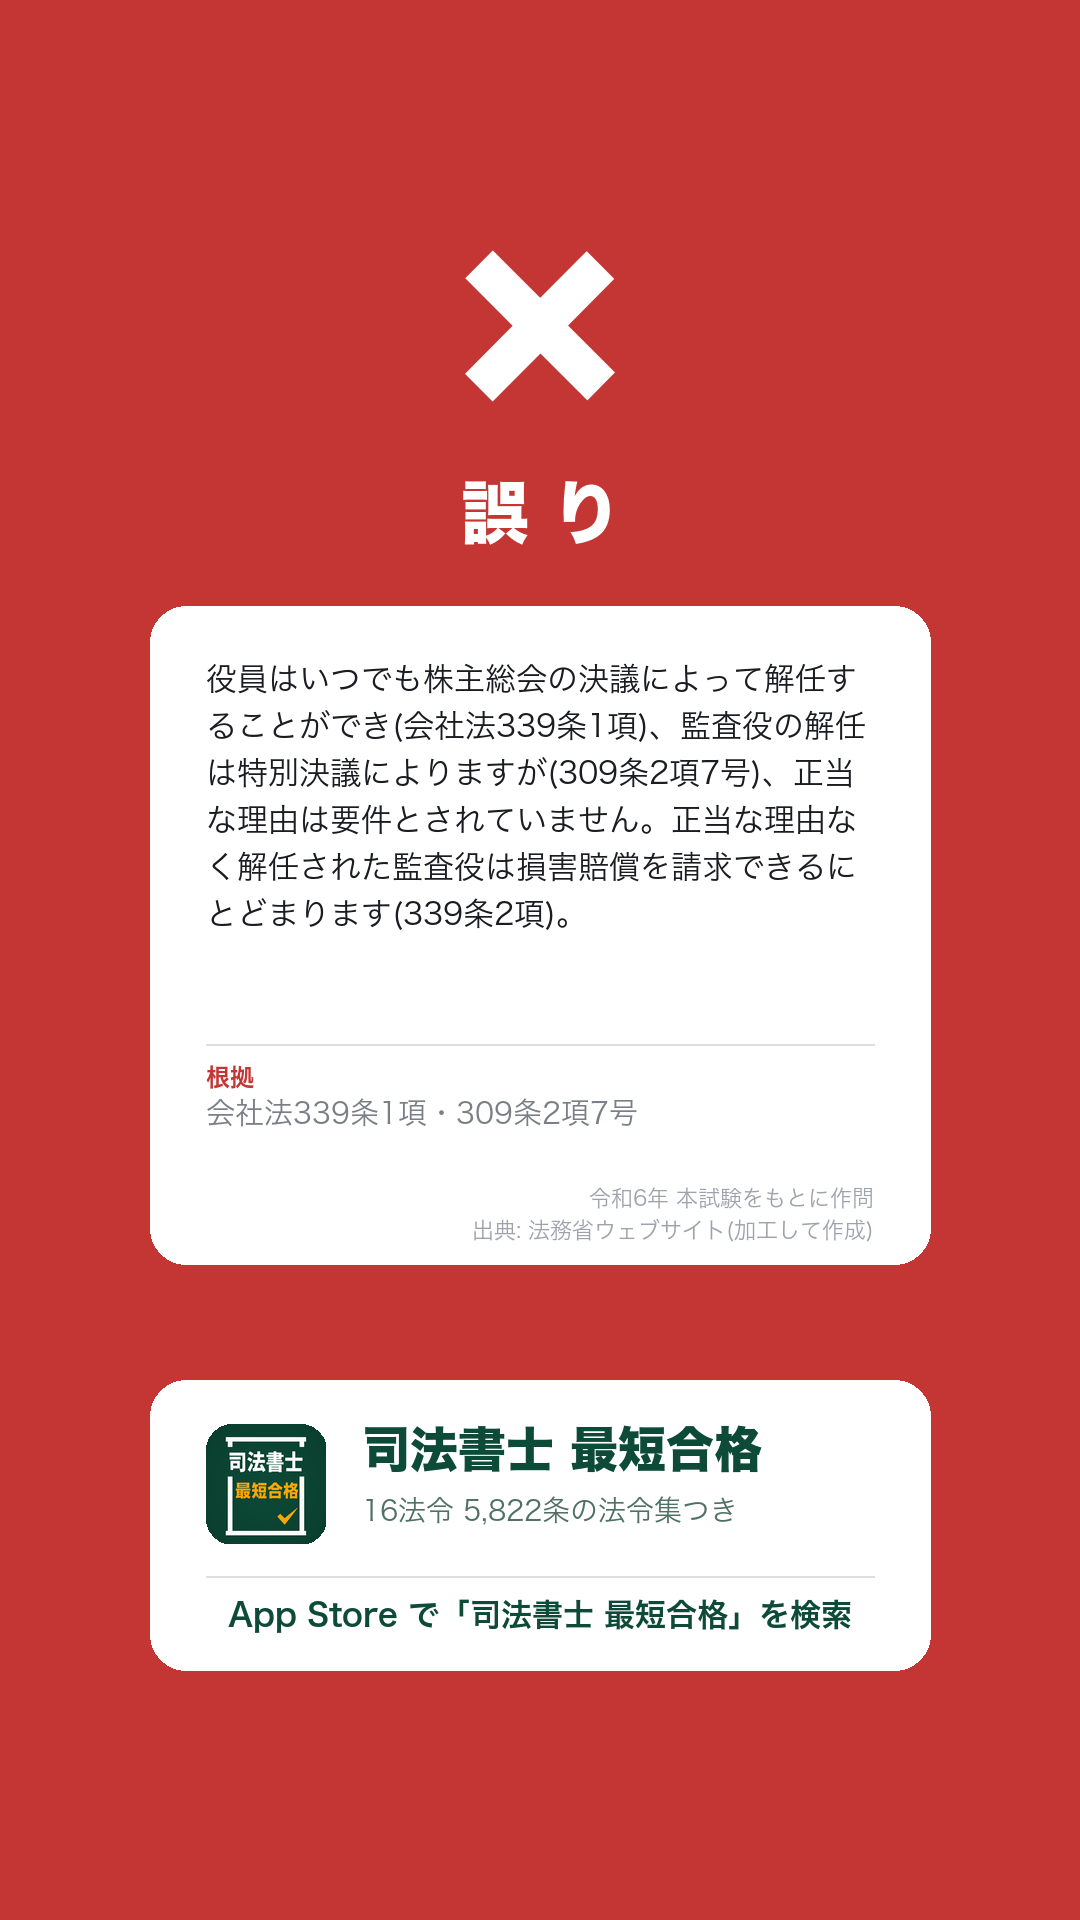 誤り
役員はいつでも株主総会の決議によって解任す
ることができ(会社法339条1項)、監査役の解任
は特別決議によりますが(309条2項7号)、正当
な理由は要件とされていません。正当な理由な
く解任された監査役は損害賠償を請求できるに
とどまります(339条2項)。
根拠
会社法339条1項・309条2項7号
令和6年 本試験をもとに作問
出典: 法務省ウェブサイト(加工して作成)
司法書士
最短合格
司法書士 最短合格
16法令 5,822条の法令集つき
App Store で「司法書士 最短合格」を検索